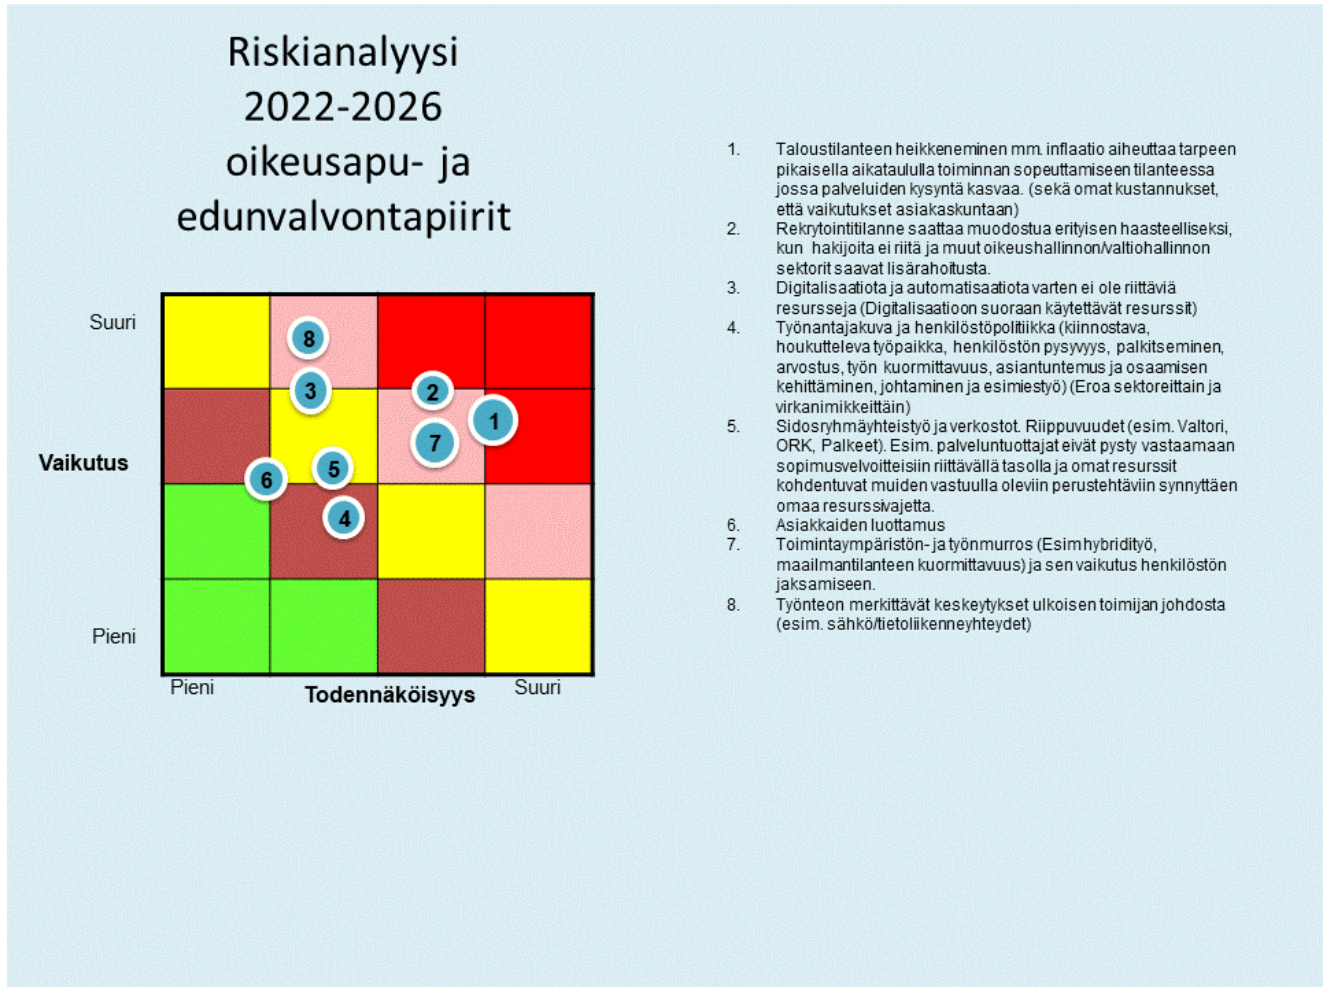 Riskianalyysi
2022-2026
oikeusapu- ja
edunvalvontapiirit
Suuri
Vaikutus
Pieni
Pieni
Todennäköisyys
Suuri
8
3
2
1
7
5
6
4
1. Taloustilanteen heikkeneminen mm. inflaatio aiheuttaa tarpeen
pikaisella aikataululla toiminnan sopeuttamiseen tilanteessa
jossa palveluiden kysyntä kasvaa. (sekä omat kustannukset,
että vaikutukset asiakaskuntaan)
2. Rekrytointitilanne saattaa muodostua erityisen haasteelliseksi,
kun hakijoita ei riitä ja muut oikeushallinnon/valtiohallinnon
sektorit saavat lisärahoitusta.
3. Digitalisaatiota ja automatisaatiota varten ei ole riittäviä
resursseja (Digitalisaatioon suoraan käytettävät resurssit)
4. Työnantajakuva ja henkilöstöpolitiikka (kiinnostava,
houkutteleva työpaikka, henkilöstön pysyvyys, palkitseminen,
arvostus, työn kuormittavuus, asiantuntemus ja osaamisen
kehittäminen, johtaminen ja esimiestyö) (Eroa sektoreittain ja
virkanimikkeittäin)
5. Sidosryhmäyhteistyö ja verkostot. Riippuvuudet (esim. Valtori,
ORK, Palkeet). Esim. palveluntuottajat eivät pysty vastaamaan
sopimusvelvoitteisiin riittävällä tasolla ja omat resurssit
kohdentuvat muiden vastuulla oleviin perustehtäviin synnyttäen
omaa resurssivajetta.
6. Asiakkaiden luottamus
7. Toimintaympäristön- ja työnmurros (Esim hybridityö,
maailmantilanteen kuormittavuus) ja sen vaikutus henkilöstön
jaksamiseen.
8. Työnteon merkittävät keskeytykset ulkoisen toimijan johdosta
(esim. sähkö/tietoliikenneyhteydet)